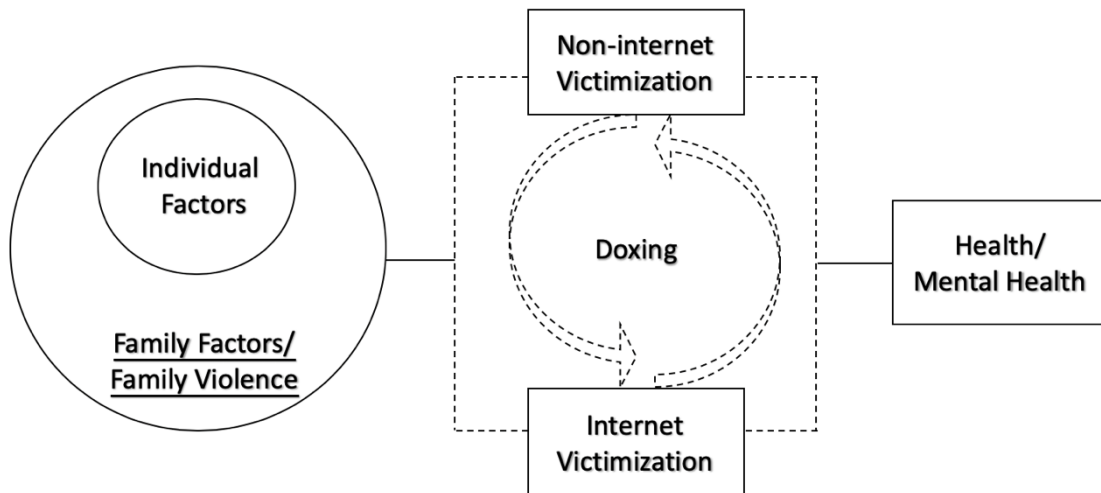 Individual
Factors
Family Factors/
Family Violence
Non-internet
Victimization
Doxing
Internet
Victimization
Health/
Mental Health